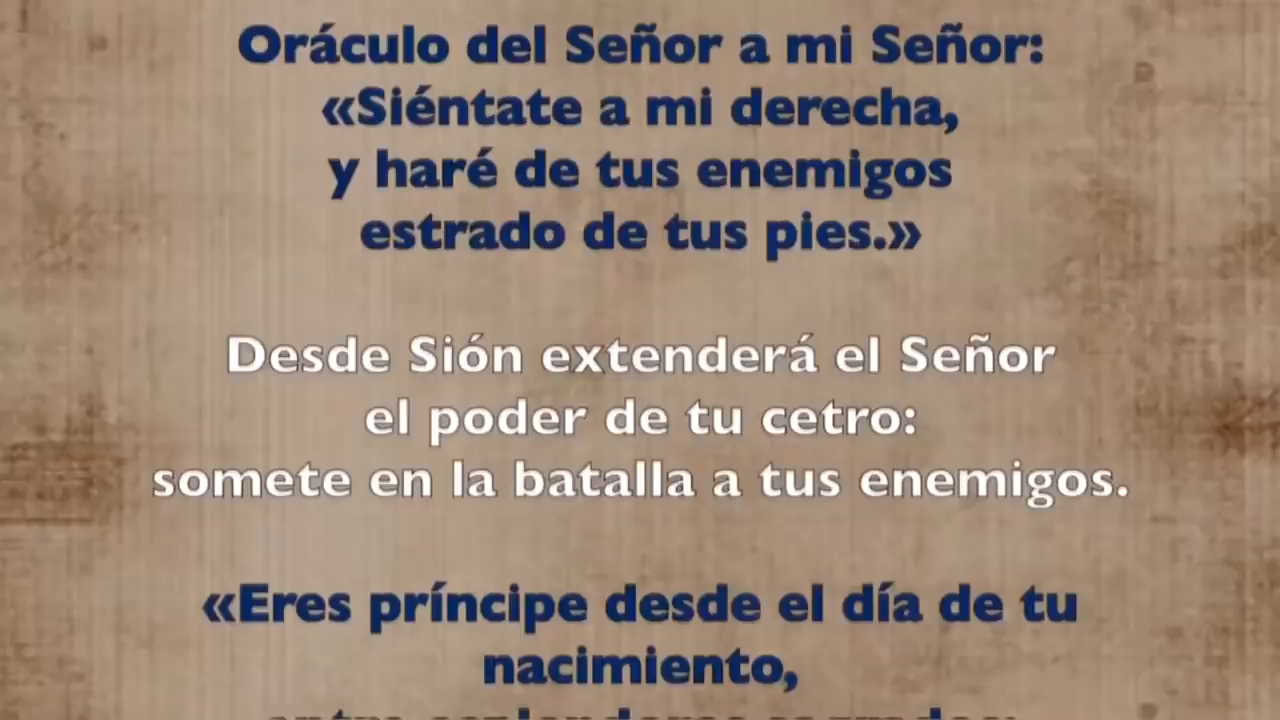 Oráculo del Señor a mi Señor:
«Siéntate a mi derecha,
y haré de tus enemigos
estrado de tus pies.»
Desde Sión extenderá el Señor
el poder de tu cetro:
somete en la batalla a tus enemigos.
«Eres príncipe desde el día de tu
nacimiento,